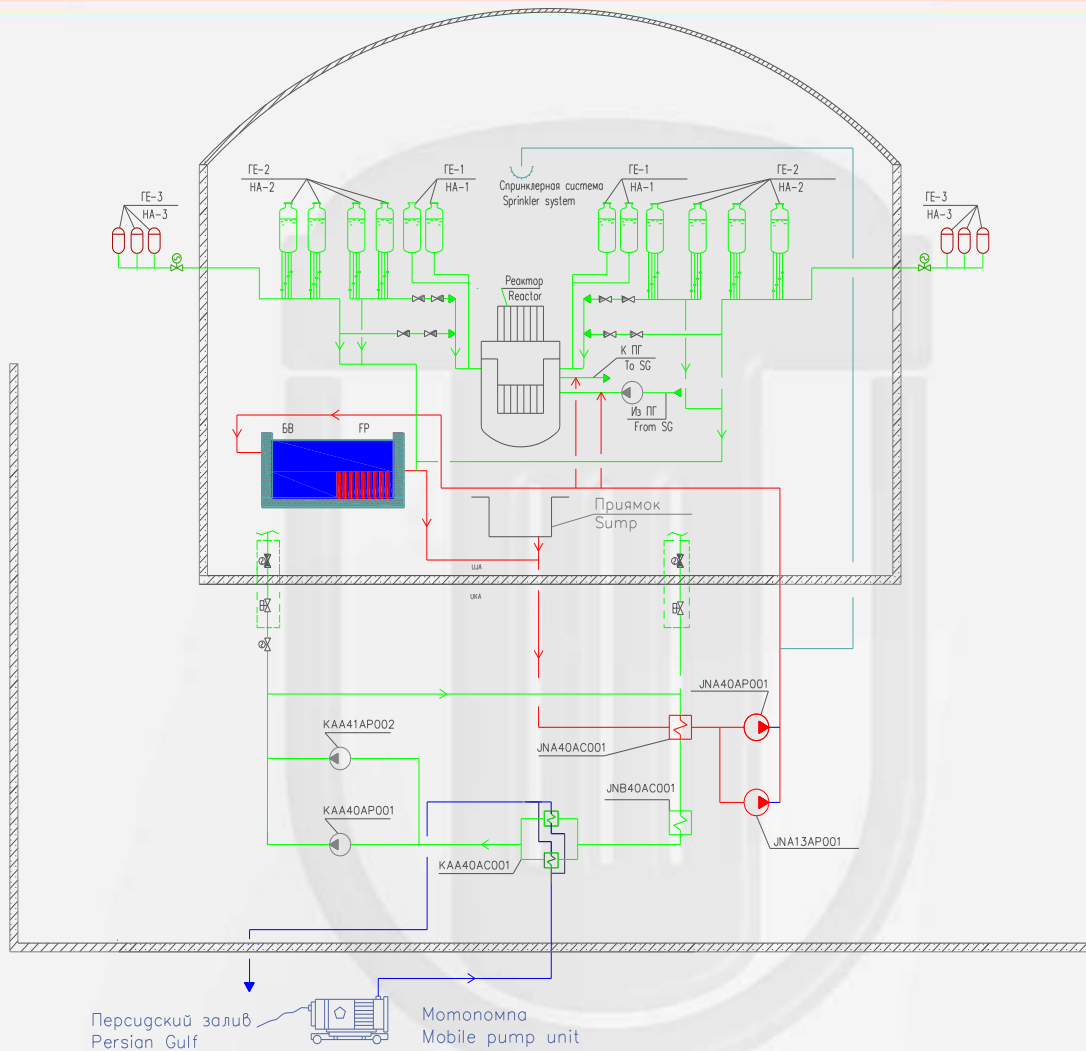 ГЕ-2
НА-2
ГЕ-1
НА-1
Спринклерная система
Sprinkler system
ГЕ-1
НА-1
ГЕ-2
НА-2
ГЕ-3
НА-3
ГЕ-3
НА-3
Реактор
Reactor
К ПГ
To SG
Из ПГ
From SG
БВ FP
Приямок
Sump
UJA
UKA
JNA40AP001
KAA41AP002
JNA40AC001
JNB40AC001
KAA40AP001
JNA13AP001
KAA40AC001
Персидский залив
Persian Gulf
Мотопомпа
Mobile pump unit